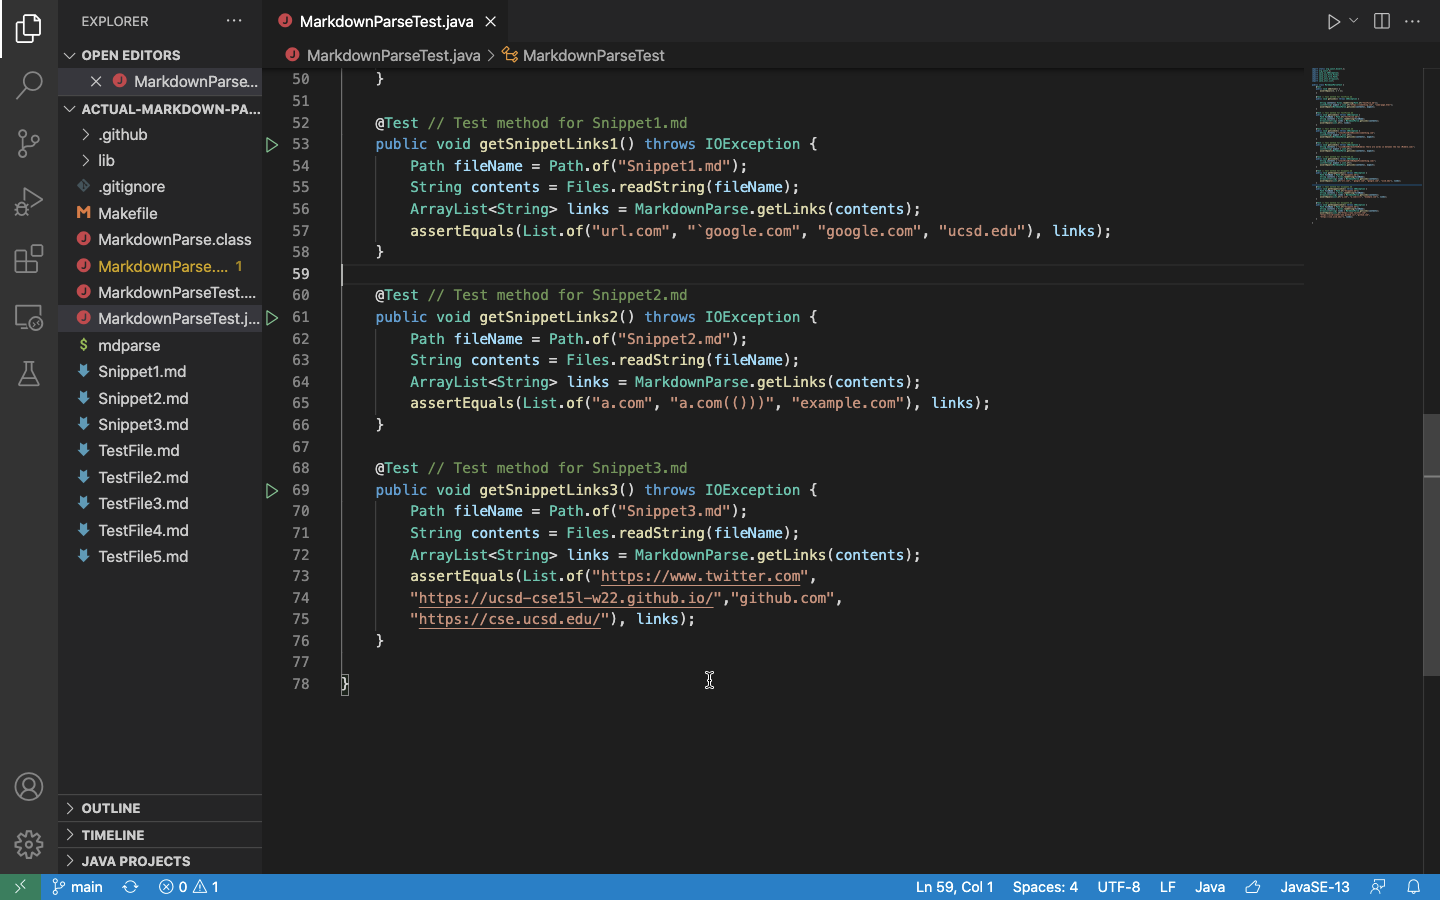 EXPLORER
OPEN EDITORS
MarkdownParse...
ACTUAL-MARKDOWN-PA...
.github
lib
.gitignore
Makefile
MarkdownParse.class
MarkdownParse.... 1
MarkdownParseTest....
MarkdownParseTest.j...
mdparse
Snippet1.md
Snippet2.md
Snippet3.md
TestFile.md
TestFile2.md
TestFile3.md
TestFile4.md
TestFile5.md
OUTLINE
TIMELINE
JAVA PROJECTS
MarkdownParseTest.java
MarkdownParseTest.java > MarkdownParseTest
50 }
51
52 @Test // Test method for Snippet1.md
53 public void getSnippetLinks1() throws IOException {
54 Path fileName = Path.of("Snippet1.md");
55 String contents = Files.readString(fileName);
56 ArrayList<String> links = MarkdownParse.getLinks(contents);
57 assertEquals(List.of("url.com", "`google.com", "google.com", "ucsd.edu"), links);
58 }
59
60 @Test // Test method for Snippet2.md
61 public void getSnippetLinks2() throws IOException {
62 Path fileName = Path.of("Snippet2.md");
63 String contents = Files.readString(fileName);
64 ArrayList<String> links = MarkdownParse.getLinks(contents);
65 assertEquals(List.of("a.com", "a.com(()))", "example.com"), links);
66 }
67
68 @Test // Test method for Snippet3.md
69 public void getSnippetLinks3() throws IOException {
70 Path fileName = Path.of("Snippet3.md");
71 String contents = Files.readString(fileName);
72 ArrayList<String> links = MarkdownParse.getLinks(contents);
73 assertEquals(List.of("https://www.twitter.com",
74 "https://ucsd-cse15l-w22.github.io/","github.com",
75 "https://cse.ucsd.edu/"), links);
76 }
77
78 }
main 0 1 Ln 59, Col 1 Spaces: 4 UTF-8 LF Java JavaSE-13